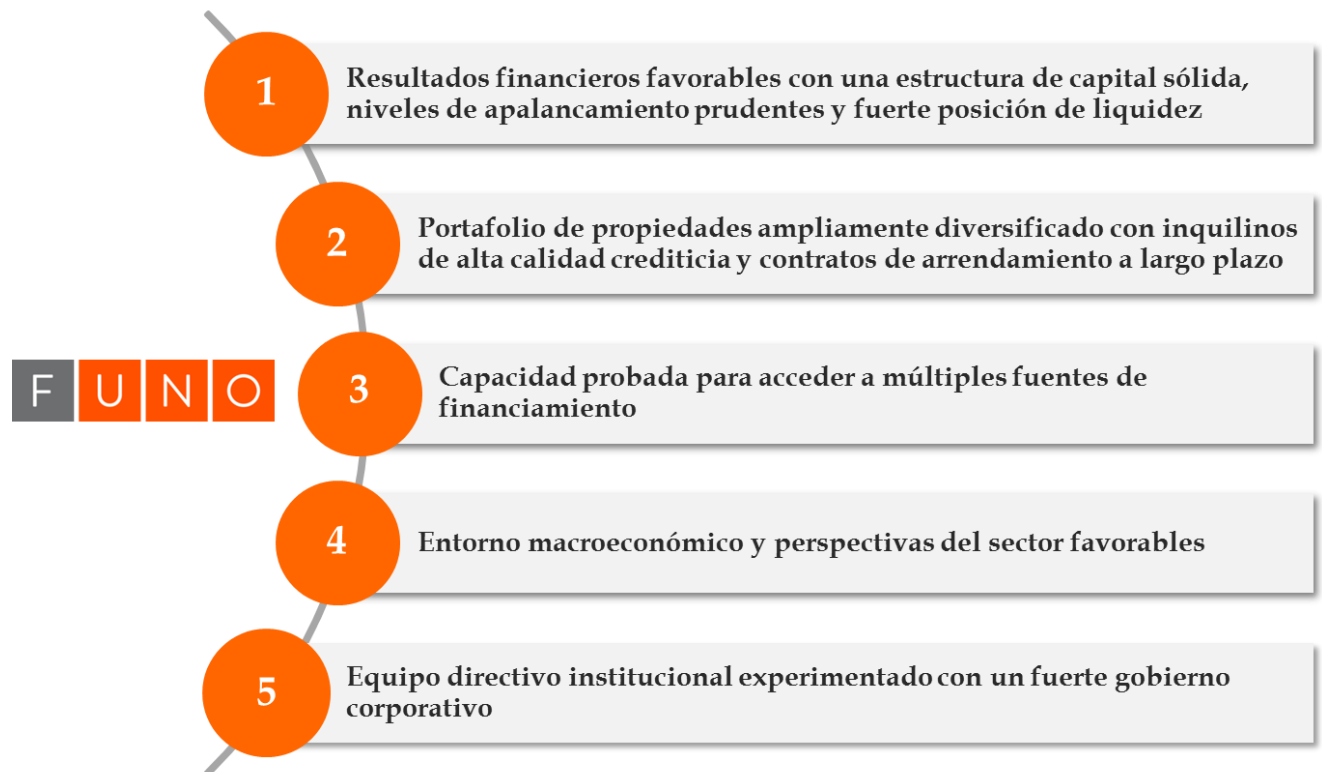 1
Resultados financieros favorables con una estructura de capital sólida,
niveles de apalancamiento prudentes y fuerte posición de liquidez
2
Portafolio de propiedades ampliamente diversificado con inquilinos
de alta calidad crediticia y contratos de arrendamiento a largo plazo
FUNO
3
Capacidad probada para acceder a múltiples fuentes de
financiamiento
4
Entorno macroeconómico y perspectivas del sector favorables
5
Equipo directivo institucional experimentado con un fuerte gobierno
corporativo